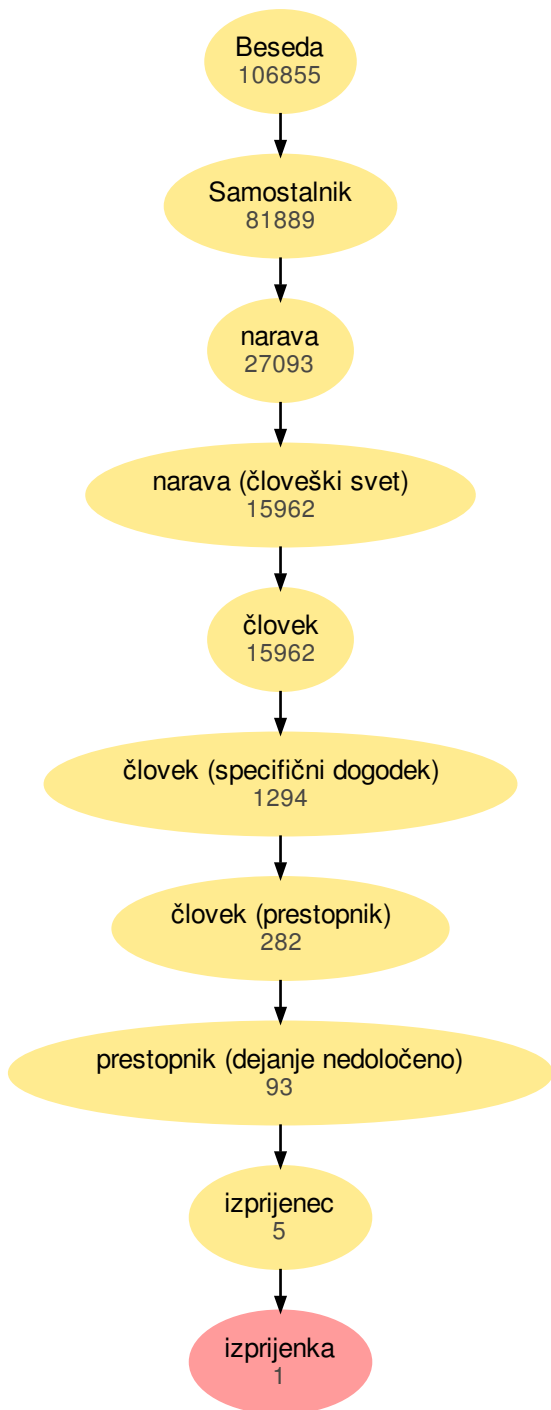 Beseda
106855
Samostalnik
81889
narava
27093
narava (človeški svet)
15962
človek
15962
človek (specifični dogodek)
1294
človek (prestopnik)
282
prestopnik (dejanje nedoločeno)
93
izprijenec
5
izprijenka
1